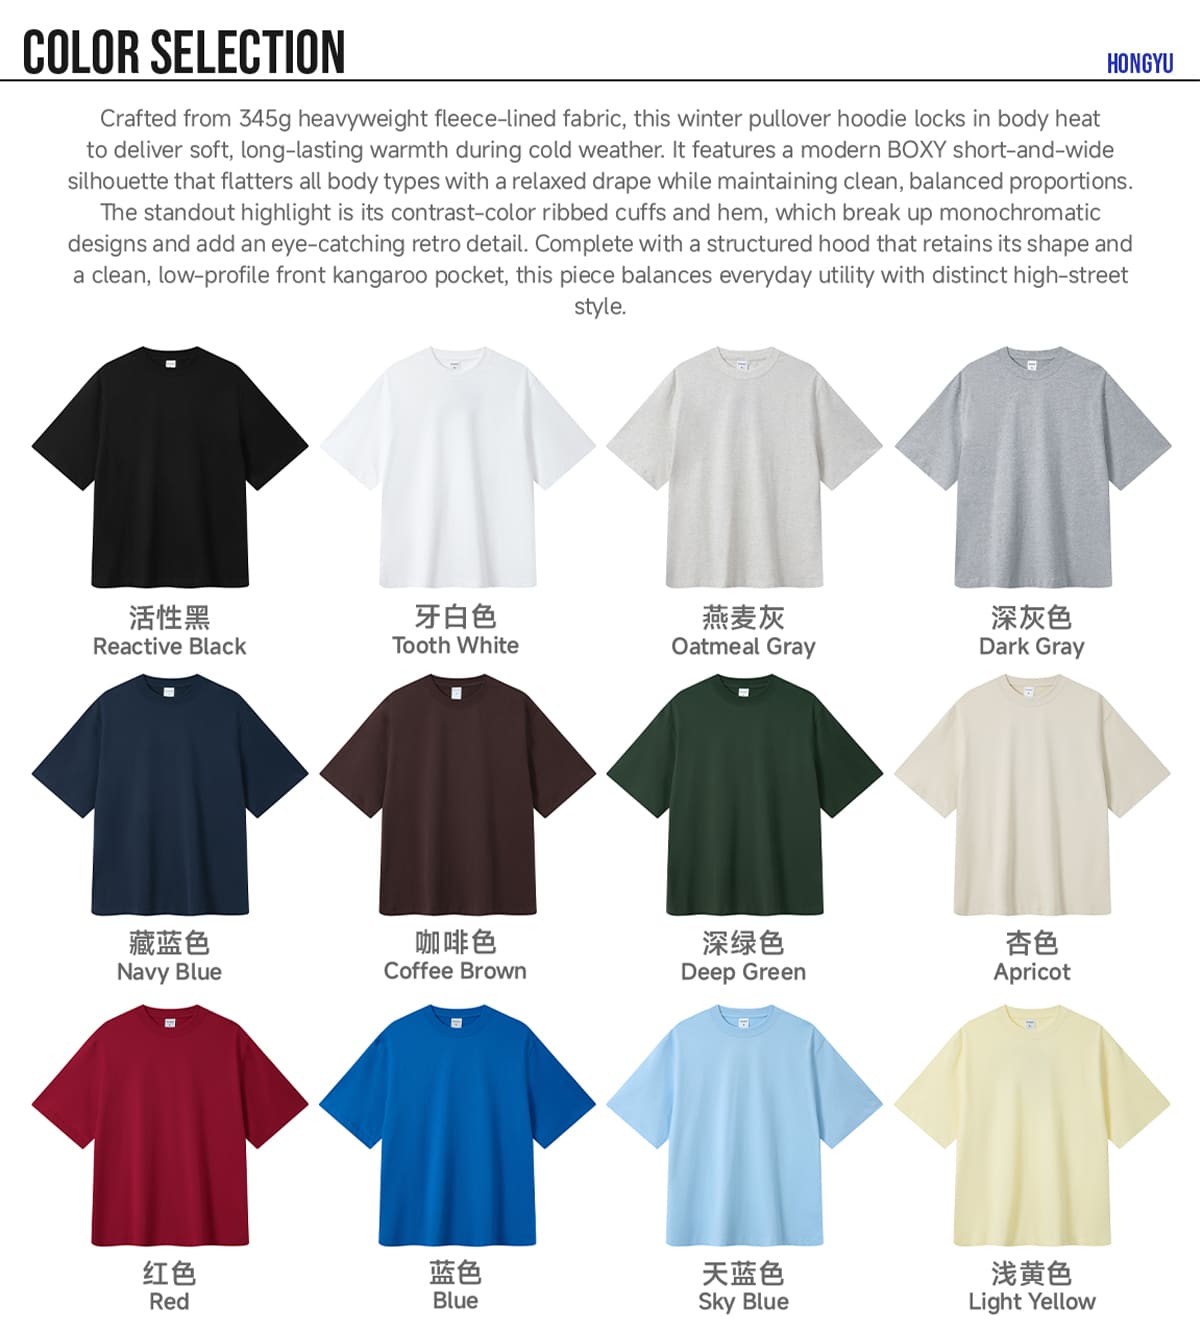 COLOR SELECTION
HONGYU
Crafted from 345g heavyweight fleece-lined fabric, this winter pullover hoodie locks in body heat
to deliver soft, long-lasting warmth during cold weather. It features a modern BOXY short-and-wide
silhouette that flatters all body types with a relaxed drape while maintaining clean, balanced proportions.
The standout highlight is its contrast-color ribbed cuffs and hem, which break up monochromatic
designs and add an eye-catching retro detail. Complete with a structured hood that retains its shape and
a clean, low-profile front kangaroo pocket, this piece balances everyday utility with distinct high-street
style.
活性黑
Reactive Black
牙白色
Tooth White
燕麦灰
Oatmeal Gray
深灰色
Dark Gray
藏蓝色
Navy Blue
咖啡色
Coffee Brown
深绿色
Deep Green
杏色
Apricot
红色
Red
蓝色
Blue
天蓝色
Sky Blue
浅黄色
Light Yellow